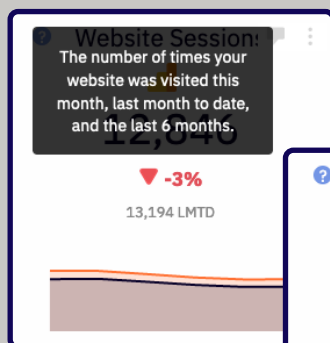 Website Sessions
The number of times your
website was visited this
month, last month to date,
and the last 6 months.
12,846
-3%
13,194 LMTD